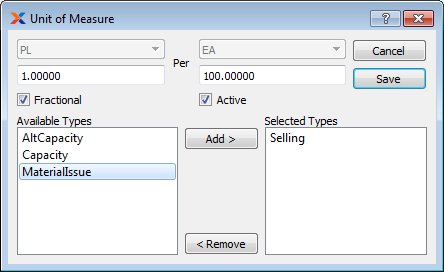 Unit of Measure
PL
Per
EA
Cancel
1.00000
100.00000
Save
Fractional
Active
Available Types
Selected Types
AltCapacity
Capacity
MaterialIssue
Add >
< Remove
Selling